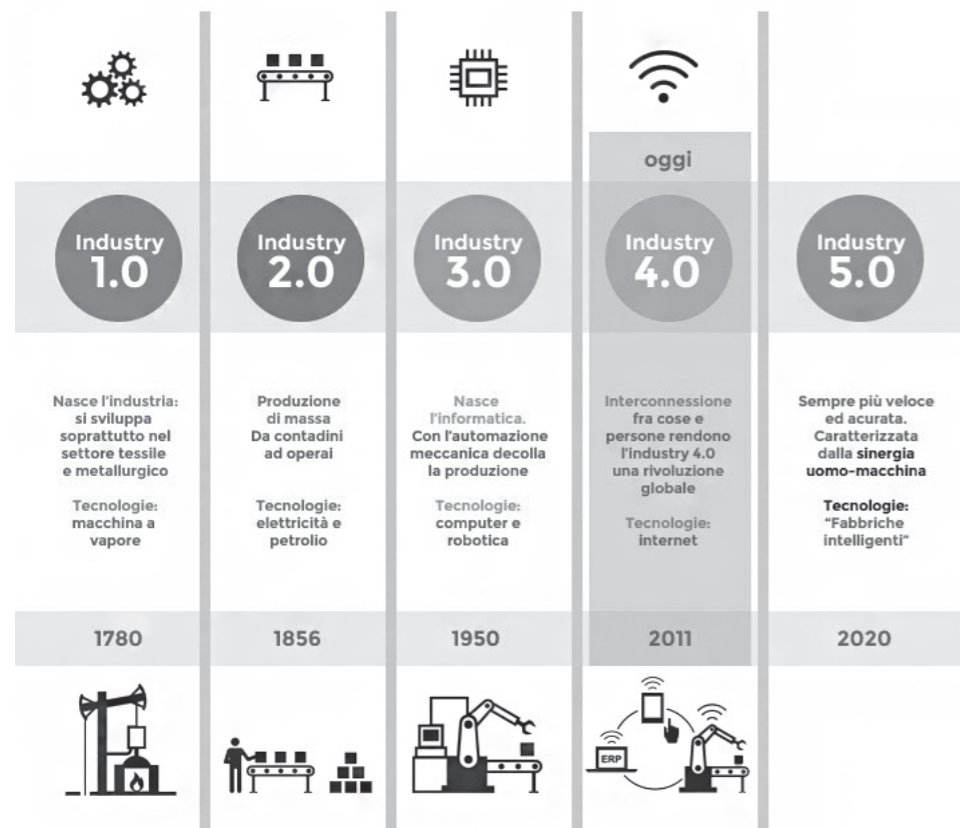 oggi
Industry
1.0
Industry
2.0
Industry
3.0
Industry
4.0
Industry
5.0
Nasce l'industria:
si sviluppa
soprattutto nel
settore tessile
e metallurgico
Tecnologie:
macchina a
vapore
Produzione
di massa
Da contadini
ad operai
Tecnologie:
elettricità e
petrolio
Nasce
l'informatica.
Con l'automazione
meccanica decolla
la produzione
Tecnologie:
computer e
robotica
Interconnessione
fra cose e
persone rendono
l'industry 4.0
una rivoluzione
globale
Tecnologie:
internet
Sempre più veloce
ed acurata.
Caratterizzata
dalla sinergia
uomo-macchina
Tecnologie:
"Fabbriche
intelligenti"
1780
1856
1950
2011
2020
ERP